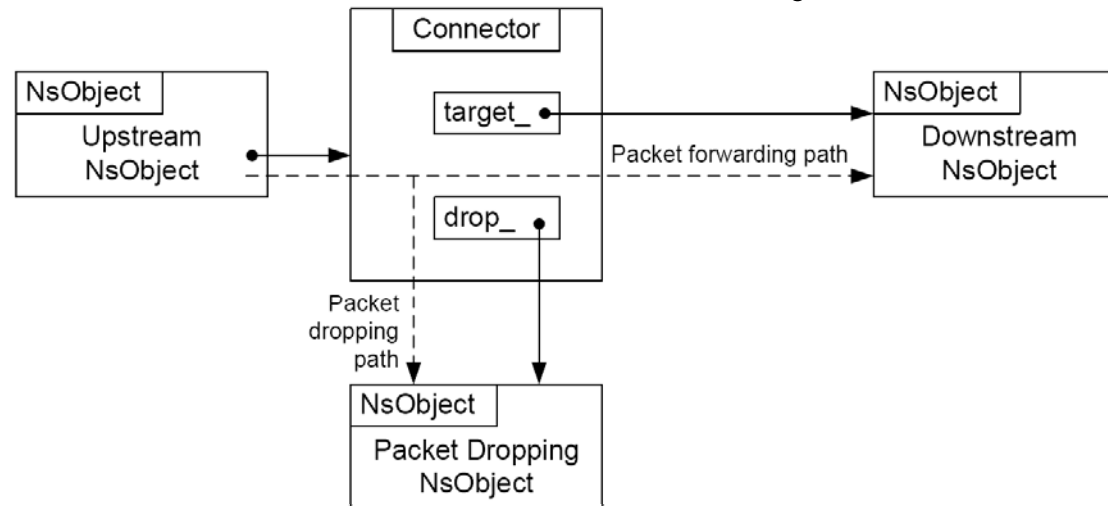 Connector
NsObject
Upstream
NsObject
target_
NsObject
Downstream
NsObject
Packet forwarding path
drop_
Packet
dropping
path
NsObject
Packet Dropping
NsObject